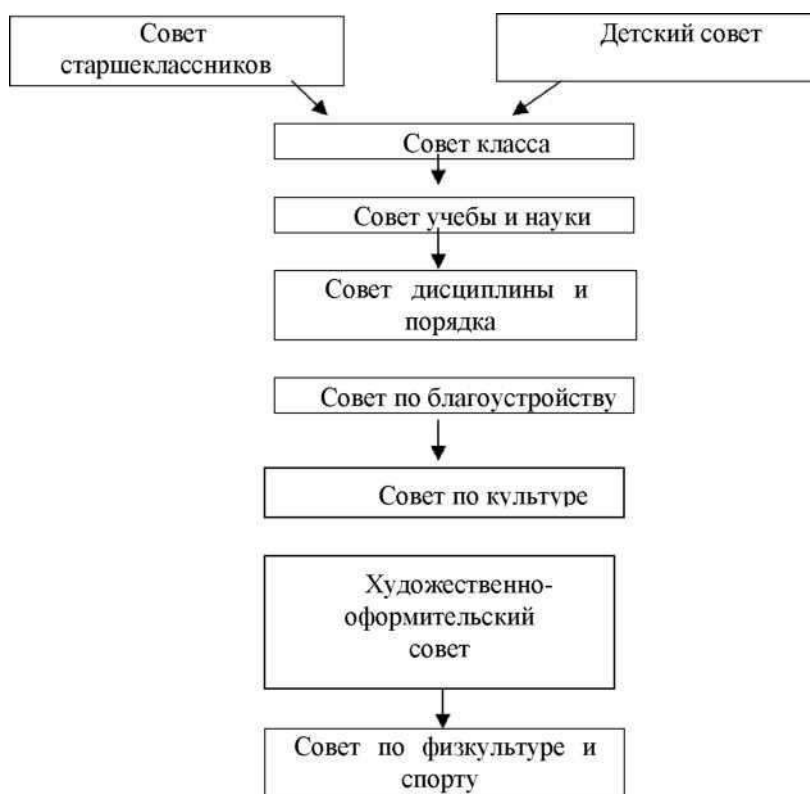 Совет
старшеклассников
Детский совет
Совет класса
Совет учебы и науки
Совет дисциплины и
порядка
Совет по благоустройству
Совет по культуре
Художественно-
оформительский
совет
Совет по физкультуре и
спорту